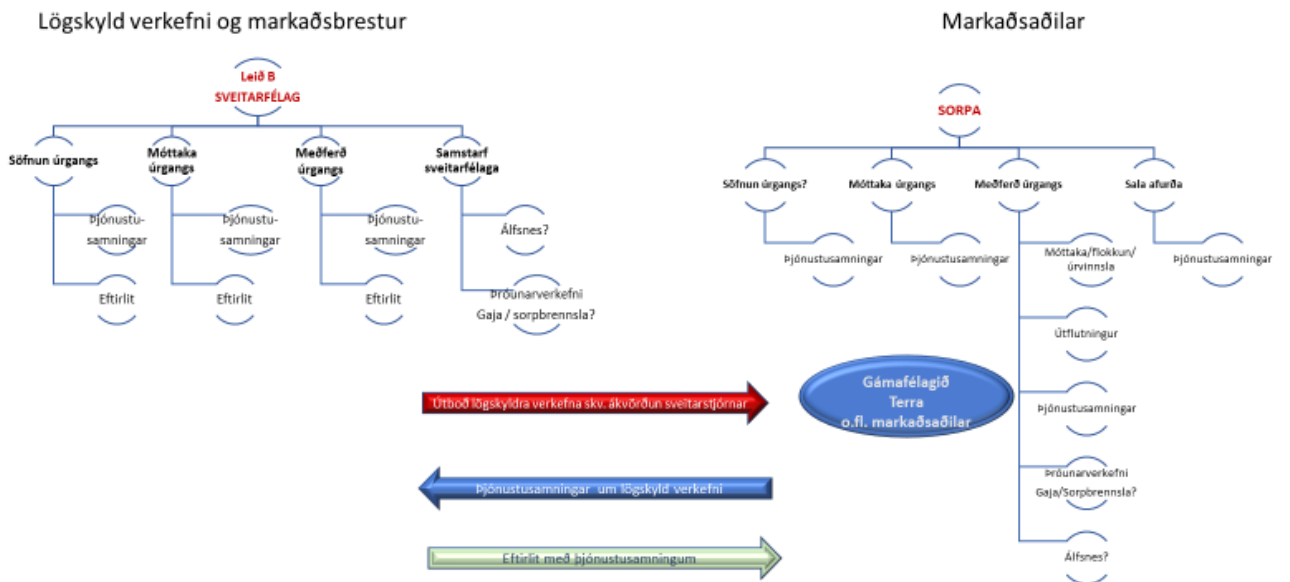 Lögskyld verkefni og markaðsbrestur
Markaðsaðilar
Leið B
SVEITARFÉLAG
Söfnun úrgangs
Móttaka
úrgangs
Meðferð
úrgangs
Samstarf
sveitarfélaga
Þjónustu-
samningar
Eftirlit
Þjónustu-
samningar
Eftirlit
Þjónustu-
samningar
Eftirlit
Álfsnes?
Þróunarverkefni
Gaja / sorpbrennsla?
SORPA
Söfnun úrgangs?
Móttaka úrgangs
Meðferð úrgangs
Sala afurða
Þjónustusamningar
Þjónustusamningar
Móttaka/flokkun/
úrvinnsla
Útflutningur
Þjónustusamningar
Þróunarverkefni
Gaja/Sorpbrennsla?
Álfsnes?
Þjónustusamningar
Útboð lögskyldra verkefna skv. ákvörðun sveitarstjórnar
Gámafélagið
Terra
o.fl. markaðsaðilar
Þjónustusamningar um lögskyld verkefni
Eftirlit með þjónustusamningum